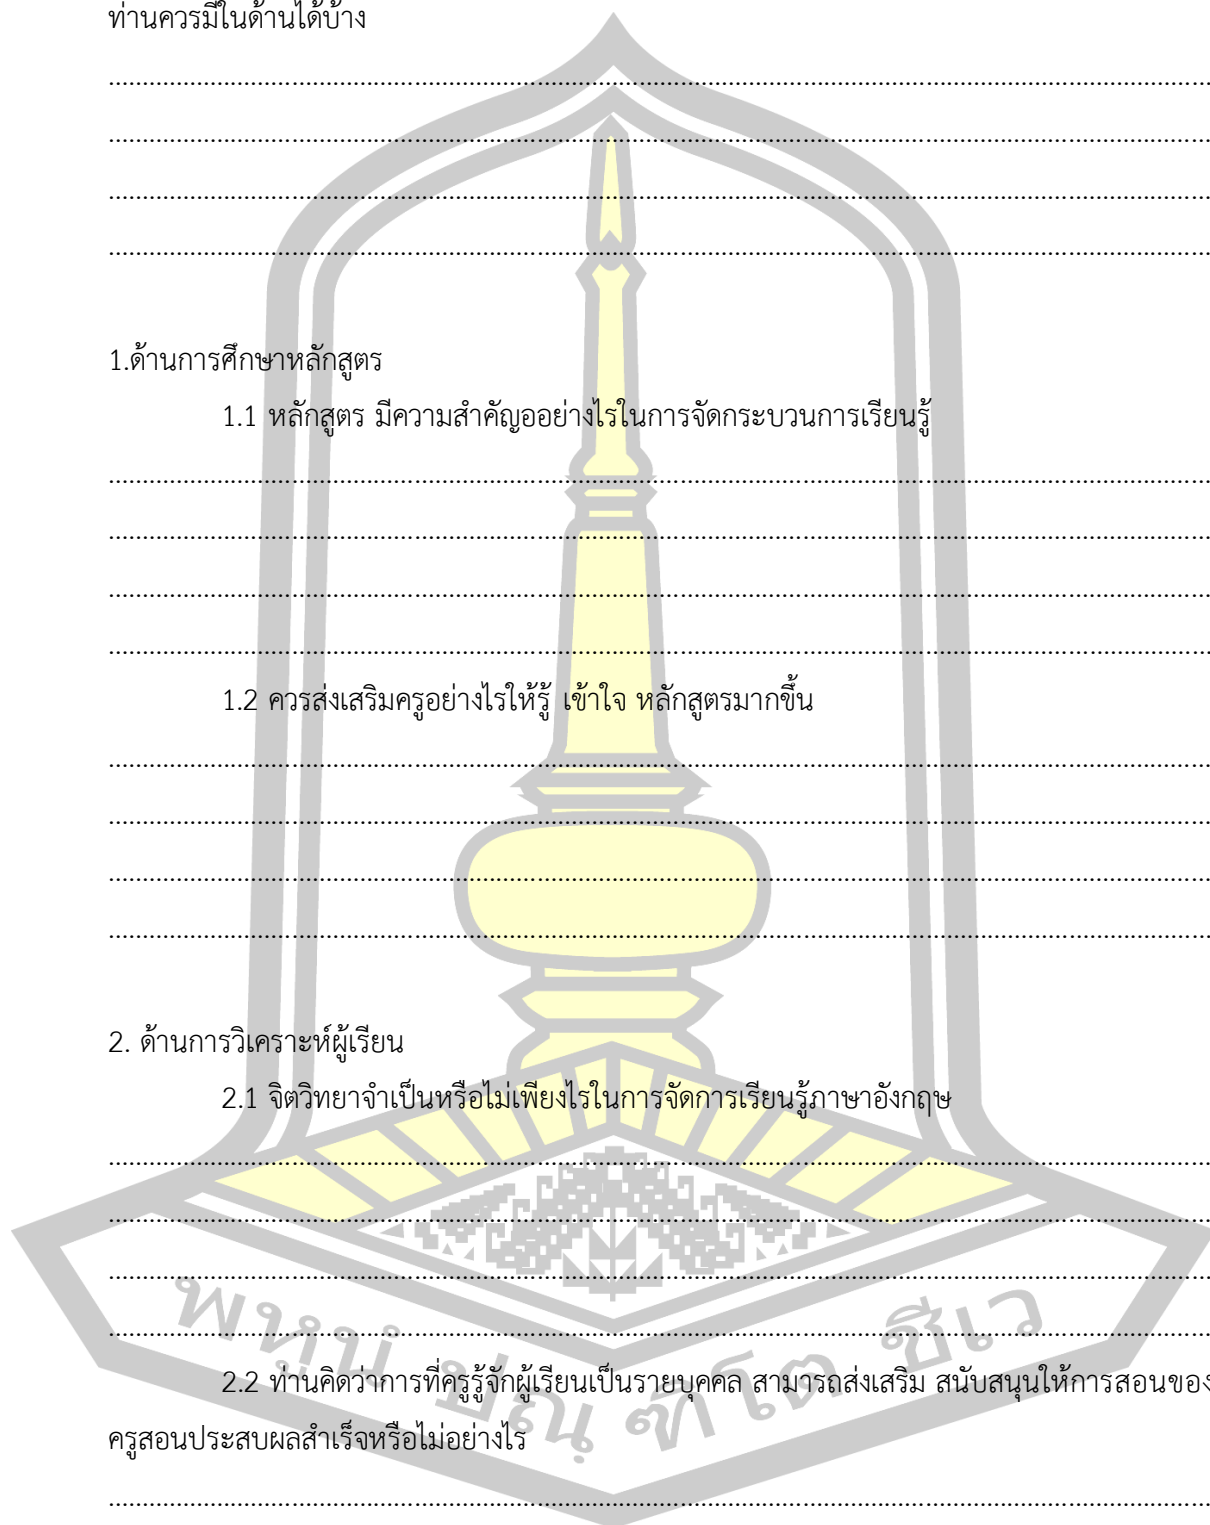 ท่านควรมีในด้านได้บ้าง
................................................................................
................................................................................
................................................................................
................................................................................
1.ด้านการศึกษาหลักสูตร
1.1 หลักสูตร มีความสำคัญอย่างไรในการจัดกระบวนการเรียนรู้
................................................................................
................................................................................
................................................................................
................................................................................
1.2 ควรส่งเสริมครูอย่างไรให้รู้ เข้าใจ หลักสูตรมากขึ้น
................................................................................
................................................................................
................................................................................
................................................................................
2. ด้านการวิเคราะห์ผู้เรียน
2.1 จิตวิทยาจำเป็นหรือไม่เพียงไรในการจัดการเรียนรู้ภาษาอังกฤษ
................................................................................
................................................................................
................................................................................
................................................................................
พหุนํ ปณฺฑิโต ชีเว
2.2 ท่านคิดว่าการที่ครูรู้จักผู้เรียนเป็นรายบุคคล สามารถส่งเสริม สนับสนุนให้การสอนของ
ครูสอนประสบผลสำเร็จหรือไม่อย่างไร
................................................................................